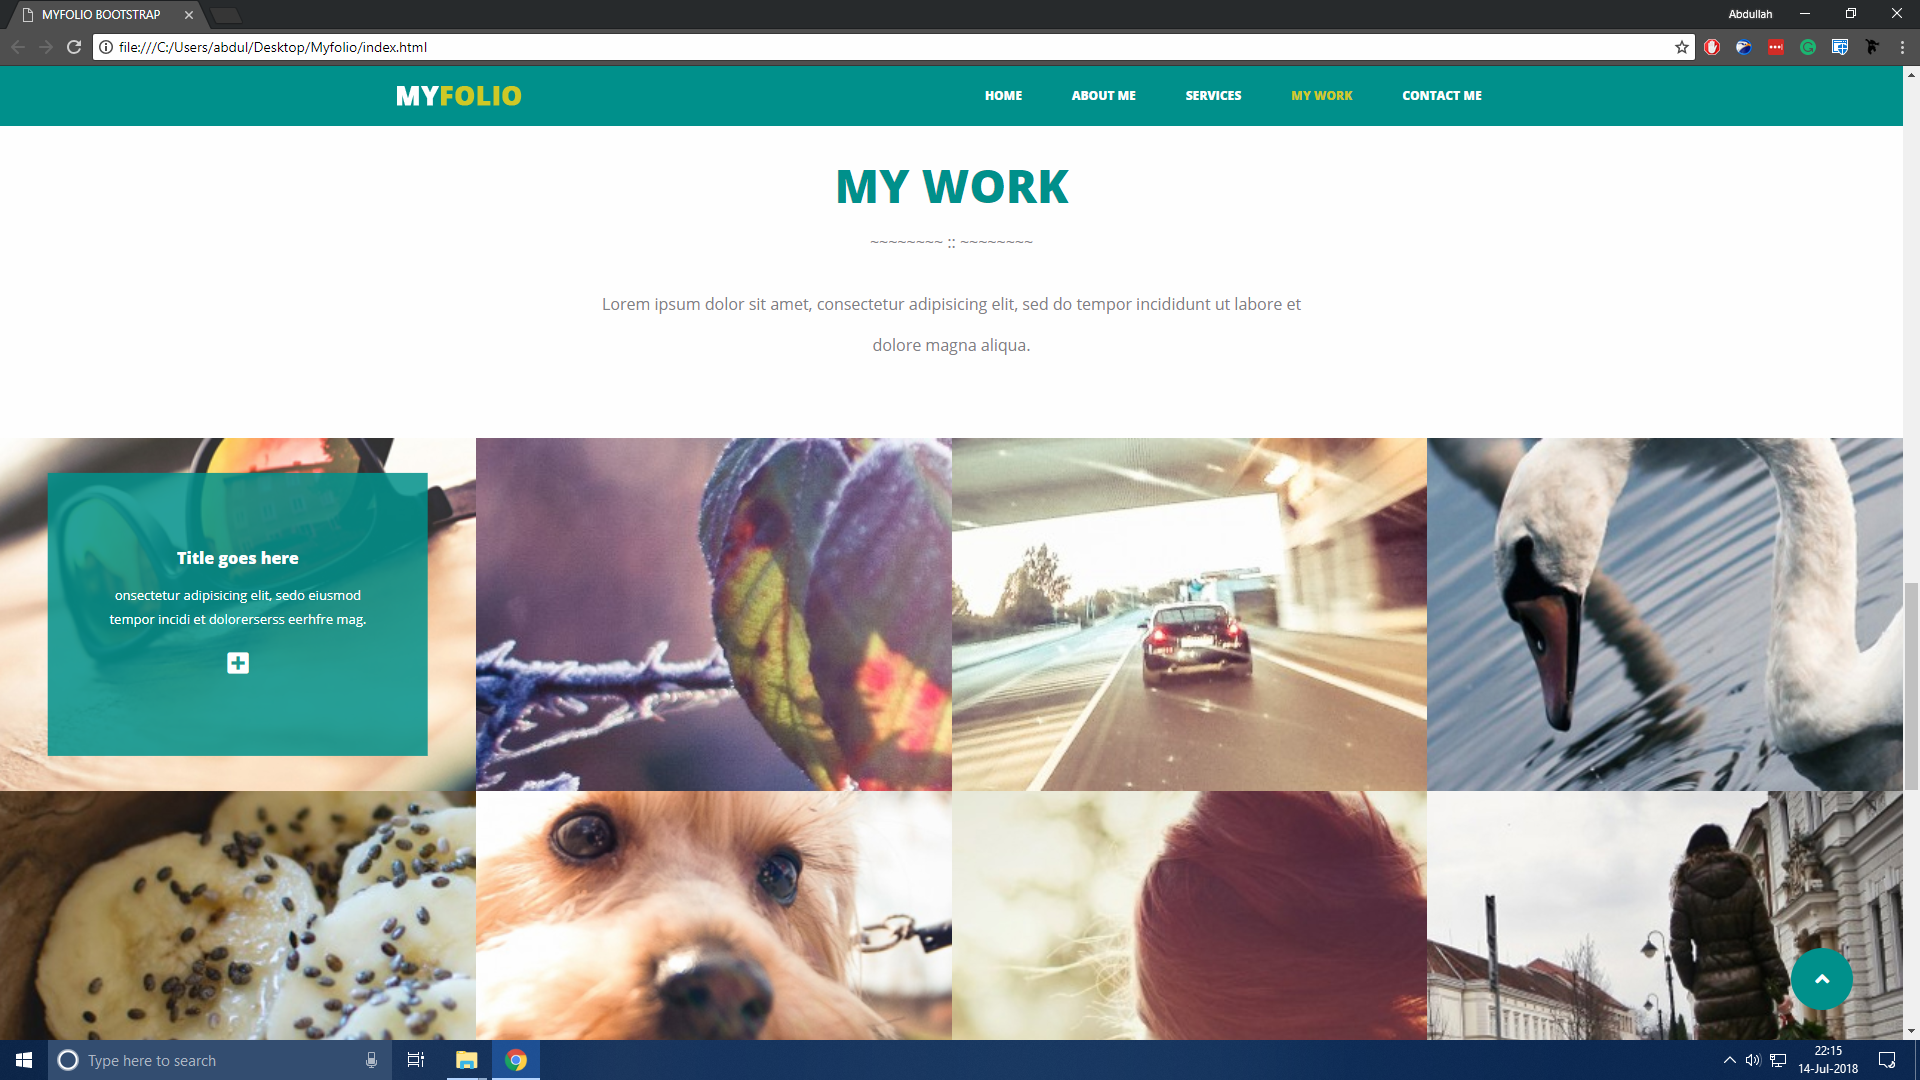 MYFOLIO BOOTSTRAP
Abdullah
file:///C:/Users/abdul/Desktop/Myfolio/index.html
MYFOLIO
HOME ABOUT ME SERVICES MY WORK CONTACT ME
MY WORK
~~~~~~~~ :: ~~~~~~~~
Lorem ipsum dolor sit amet, consectetur adipisicing elit, sed do tempor incididunt ut labore et
dolore magna aliqua.
Title goes here
onsectetur adipisicing elit, sedo eiusmod
tempor incidi et dolorerserss eerhfre mag.
Type here to search
22:15
14-Jul-2018